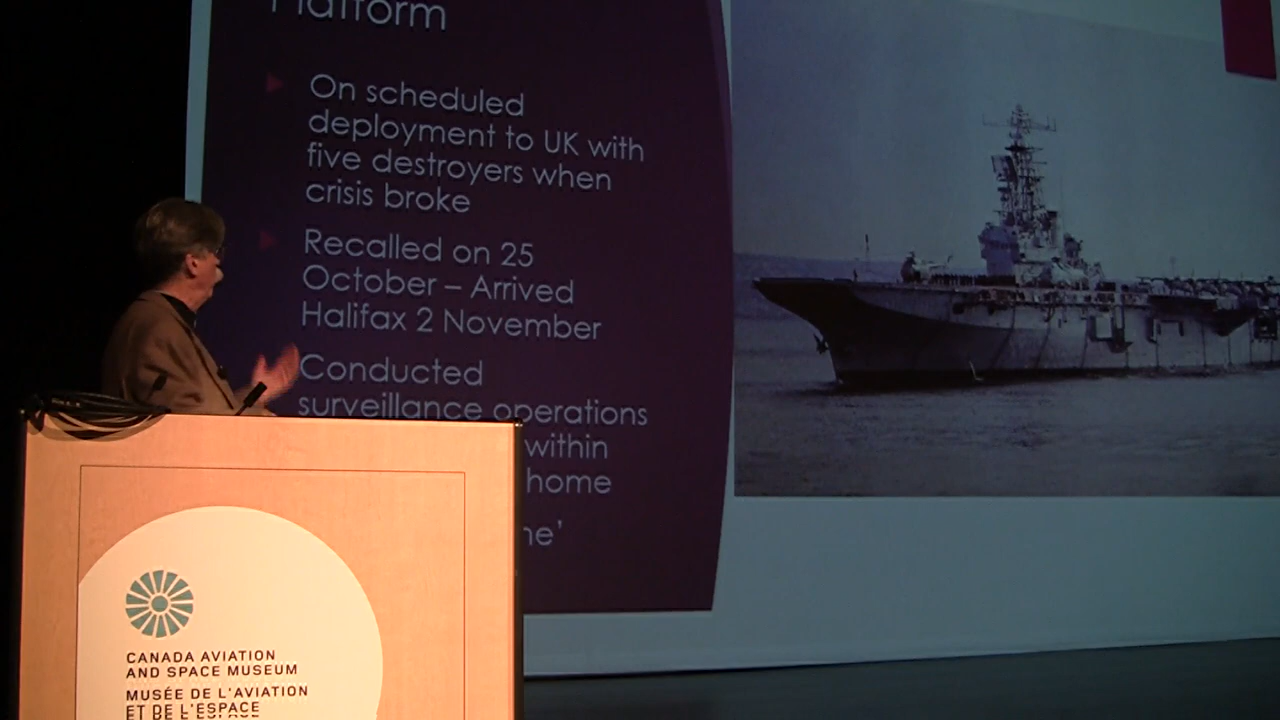 Platform
On scheduled
deployment to UK with
five destroyers when
crisis broke
Recalled on 25
October – Arrived
Halifax 2 November
Conducted
surveillance operations
within
home
ne’
CANADA AVIATION
AND SPACE MUSEUM
MUSÉE DE L'AVIATION
ET DE L'ESPACE